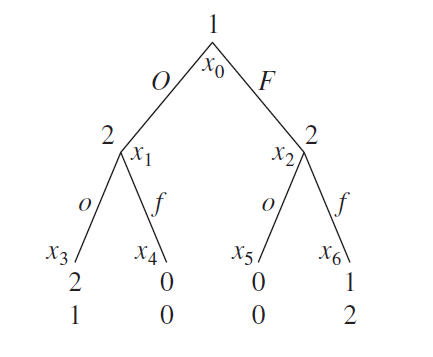 1
x₀
O F
2 2
x₁ x₂
o f o f
x₃ x₄ x₅ x₆
2 0 0 1
1 0 0 2